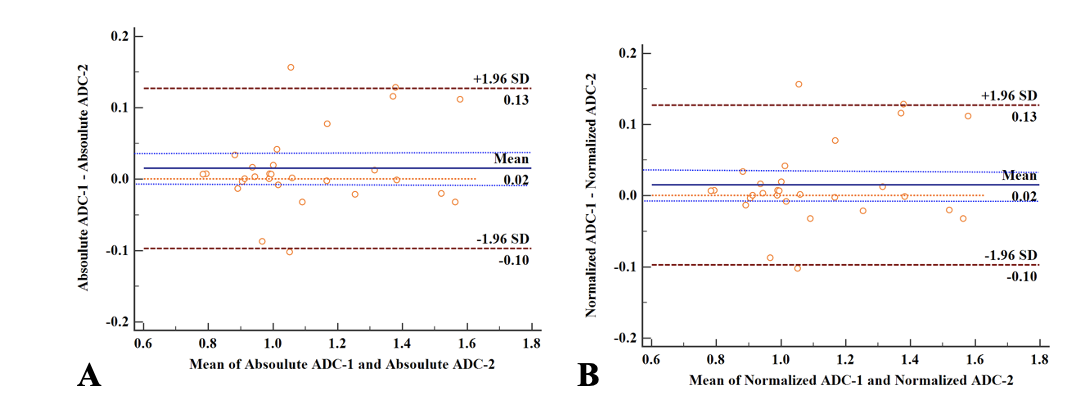 0.2
0.1
0.0
-0.1
-0.2
Absoulute ADC-1 - Absoulute ADC-2
+1.96 SD
0.13
Mean
0.02
-1.96 SD
-0.10
0.6 0.8 1.0 1.2 1.4 1.6 1.8
Mean of Absoulute ADC-1 and Absoulute ADC-2
A
0.2
0.1
0.0
-0.1
-0.2
Normalized ADC-1 - Normalized ADC-2
+1.96 SD
0.13
Mean
0.02
-1.96 SD
-0.10
0.6 0.8 1.0 1.2 1.4 1.6 1.8
Mean of Normalized ADC-1 and Normalized ADC-2
B